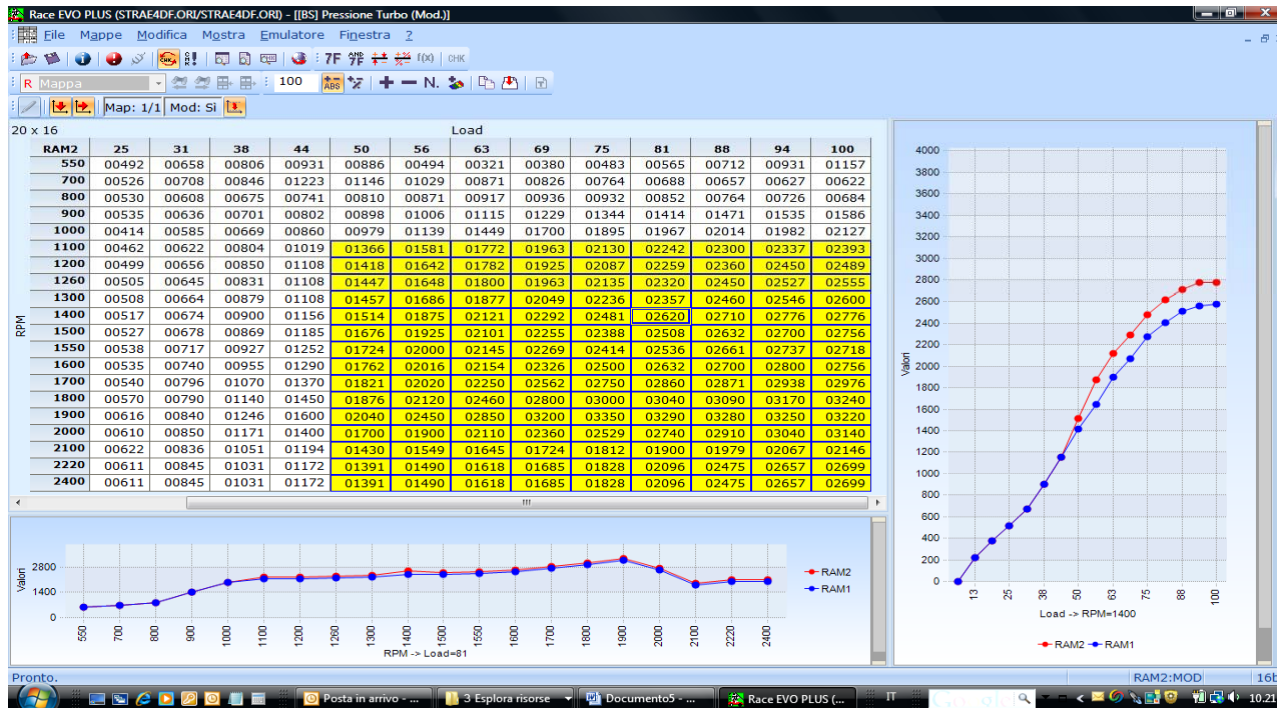 Race EVO PLUS (STRAE4DF.ORI/STRAE4DF.ORI) - [[BS] Pressione Turbo (Mod.)]
File Mappe Modifica Mostra Emulatore Finestra ?
7F f(X) CHK
R Mappa 100 ABS N.
Map: 1/1 Mod: Sì
20 x 16 Load
RAM2 25 31 38 44 50 56 63 69 75 81 88 94 100
550 00492 00658 00806 00931 00886 00494 00321 00380 00483 00565 00712 00931 01157
700 00526 00708 00846 01223 01146 01029 00871 00826 00764 00688 00657 00627 00622
800 00530 00608 00675 00741 00810 00871 00917 00936 00932 00852 00764 00726 00684
900 00535 00636 00701 00802 00898 01006 01115 01229 01344 01414 01471 01535 01586
1000 00414 00585 00669 00860 00979 01139 01449 01700 01895 01967 02014 01982 02127
1100 00462 00622 00804 01019 01366 01581 01772 01963 02130 02242 02300 02337 02393
1200 00499 00656 00850 01108 01418 01642 01782 01925 02087 02259 02360 02450 02489
1260 00505 00645 00831 01108 01447 01648 01800 01963 02135 02320 02450 02527 02555
1300 00508 00664 00879 01108 01457 01686 01877 02049 02236 02357 02460 02546 02600
1400 00517 00674 00900 01156 01514 01875 02121 02292 02481 02620 02710 02776 02776
1500 00527 00678 00869 01185 01676 01925 02101 02255 02388 02508 02632 02700 02756
1550 00538 00717 00927 01252 01724 02000 02145 02269 02414 02536 02661 02737 02718
1600 00535 00740 00955 01290 01762 02016 02154 02326 02500 02632 02700 02800 02756
1700 00540 00796 01070 01370 01821 02020 02250 02562 02750 02860 02871 02938 02976
1800 00570 00790 01140 01450 01876 02120 02460 02800 03000 03040 03090 03170 03240
1900 00616 00840 01246 01600 02040 02450 02850 03200 03350 03290 03280 03250 03220
2000 00610 00850 01171 01400 01700 01900 02110 02360 02529 02740 02910 03040 03140
2100 00622 00836 01051 01194 01430 01549 01645 01724 01812 01900 01979 02067 02146
2220 00611 00845 01031 01172 01391 01490 01618 01685 01828 02096 02475 02657 02699
2400 00611 00845 01031 01172 01391 01490 01618 01685 01828 02096 02475 02657 02699
RPM
4000
3800
3600
3400
3200
3000
2800
2600
2400
2200
2000
1800
1600
1400
1200
1000
800
600
400
200
0
Valori
13 25 38 50 63 75 88 100
Load -> RPM=1400
RAM2 RAM1
Valori
2800
1400
0
550 700 800 900 1000 1100 1200 1260 1300 1400 1500 1550 1600 1700 1800 1900 2000 2100 2220 2400
RPM -> Load=81
RAM2
RAM1
Pronto. RAM2:MOD 16b
Posta in arrivo - ... 3 Esplora risorse Documento5 - ... Race EVO PLUS (... IT Google 10.21